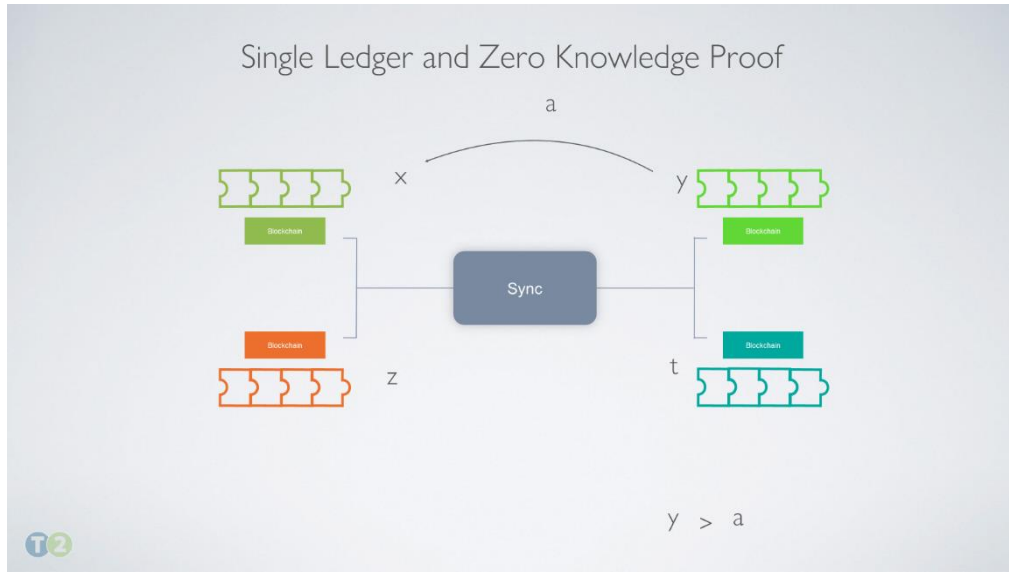 Single Ledger and Zero Knowledge Proof
a
x
y
Blockchain
Blockchain
Sync
Blockchain
Blockchain
z
t
y > a
T2